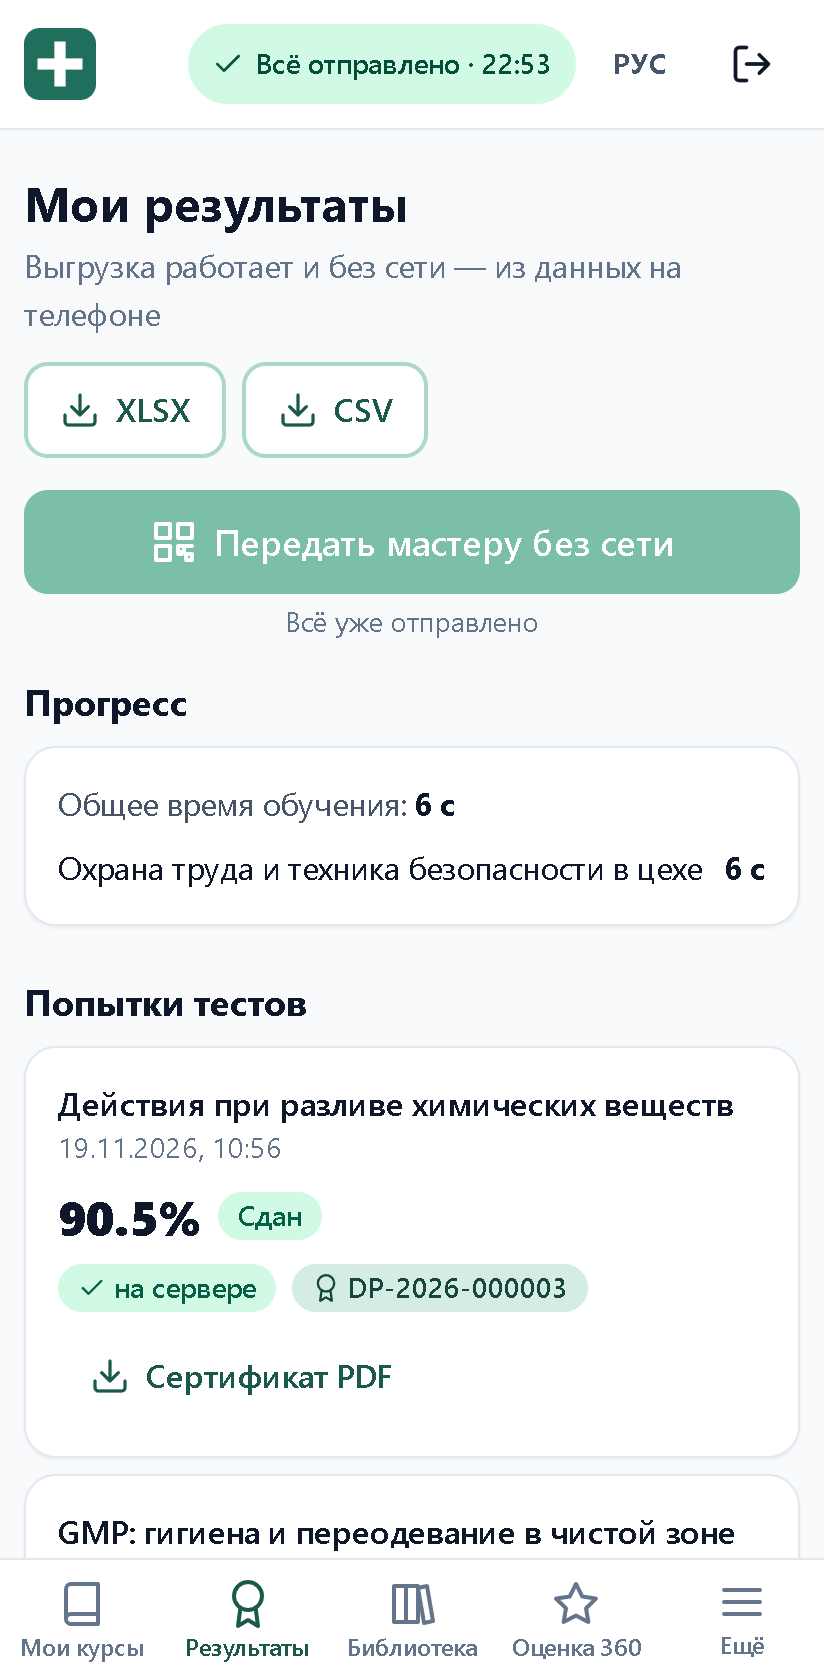 Всё отправлено · 22:53
РУС
Мои результаты
Выгрузка работает и без сети — из данных на
телефоне
XLSX
CSV
Передать мастеру без сети
Всё уже отправлено
Прогресс
Общее время обучения: 6 с
Охрана труда и техника безопасности в цехе 6 с
Попытки тестов
Действия при разливе химических веществ
19.11.2026, 10:56
90.5% Сдан
на сервере
DP-2026-000003
Сертификат PDF
GMP: гигиена и переодевание в чистой зоне
Мои курсы
Результаты
Библиотека
Оценка 360
Ещё